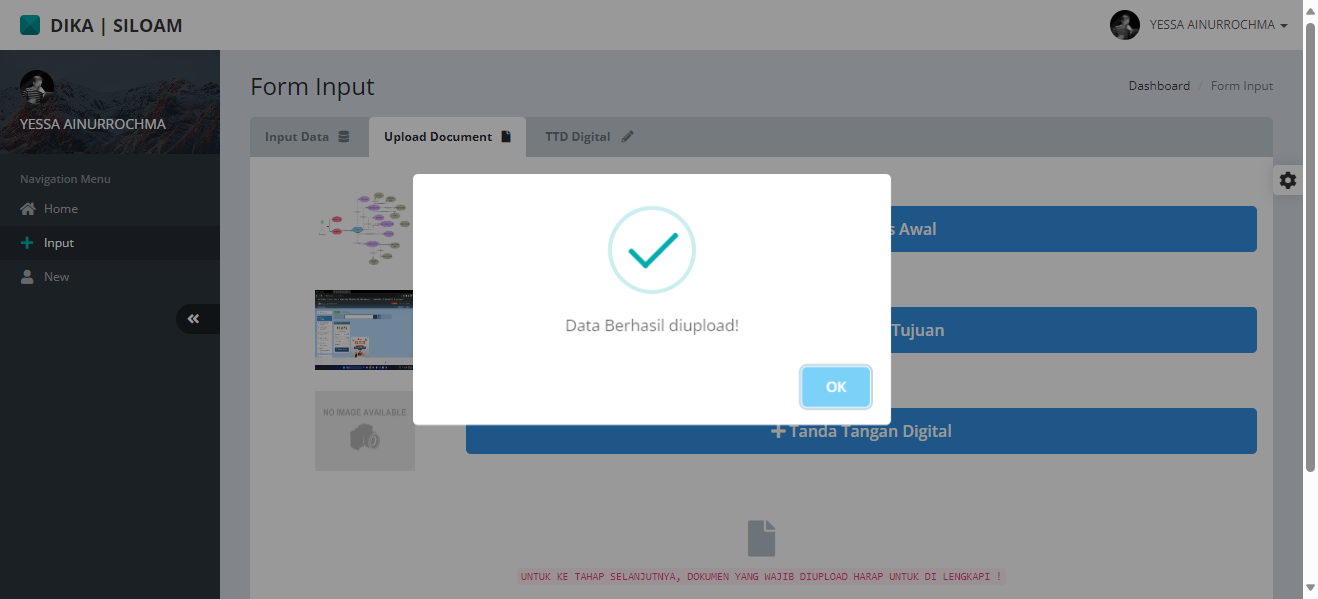 DIKA | SILOAM
YESSA AINURROCHMA
YESSA AINURROCHMA
Form Input
Dashboard / Form Input
Input Data
Upload Document
TTD Digital
Navigation Menu
Home
Input
New
s Awal
Tujuan
Data Berhasil diupload!
OK
NO IMAGE AVAILABLE
Tanda Tangan Digital
UNTUK KE TAHAP SELANJUTNYA, DOKUMEN YANG WAJIB DIUPLOAD HARAP UNTUK DI LENGKAPI !